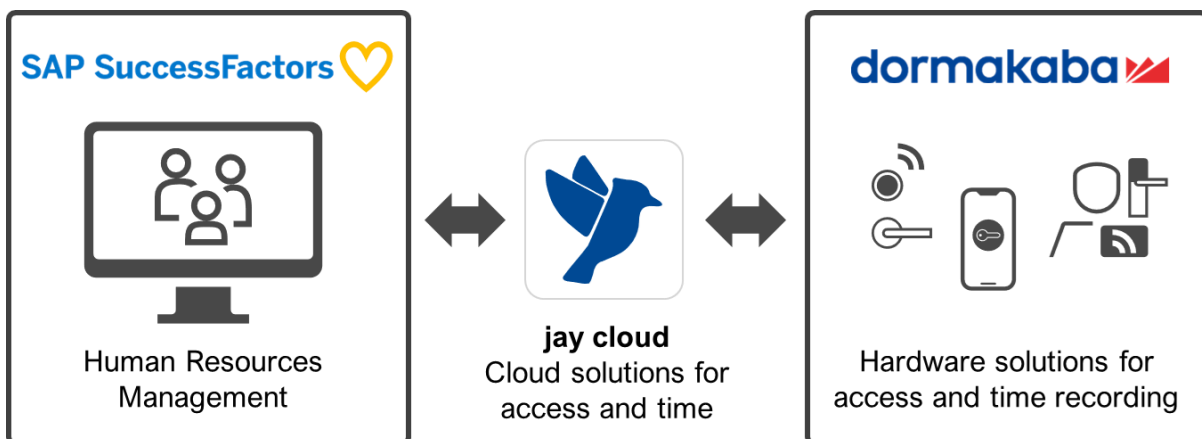 SAP SuccessFactors
Human Resources
Management
jay cloud
Cloud solutions for
access and time
dormakaba
Hardware solutions for
access and time recording